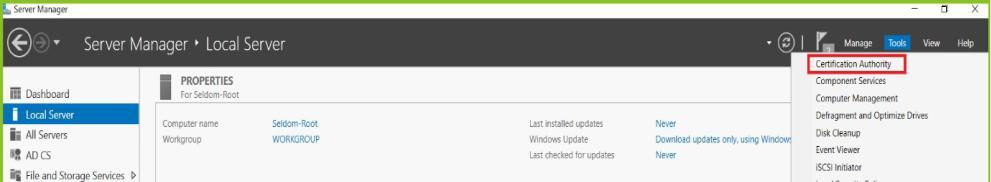 Server Manager
Server Manager ‣ Local Server
Manage Tools View Help
Dashboard
Local Server
All Servers
AD CS
File and Storage Services
PROPERTIES
For Seldom-Root
Computer name Seldom-Root
Workgroup WORKGROUP
Last installed updates Never
Windows Update Download updates only, using Windows
Last checked for updates Never
Certification Authority
Component Services
Computer Management
Defragment and Optimize Drives
Disk Cleanup
Event Viewer
iSCSI Initiator